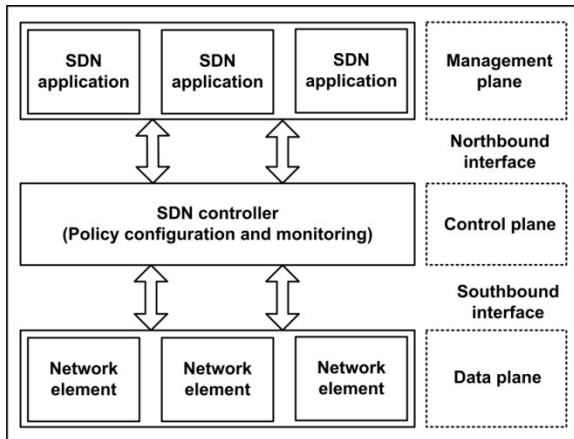 SDN
application
SDN
application
SDN
application
Management
plane
Northbound
interface
SDN controller
(Policy configuration and monitoring)
Control plane
Southbound
interface
Network
element
Network
element
Network
element
Data plane